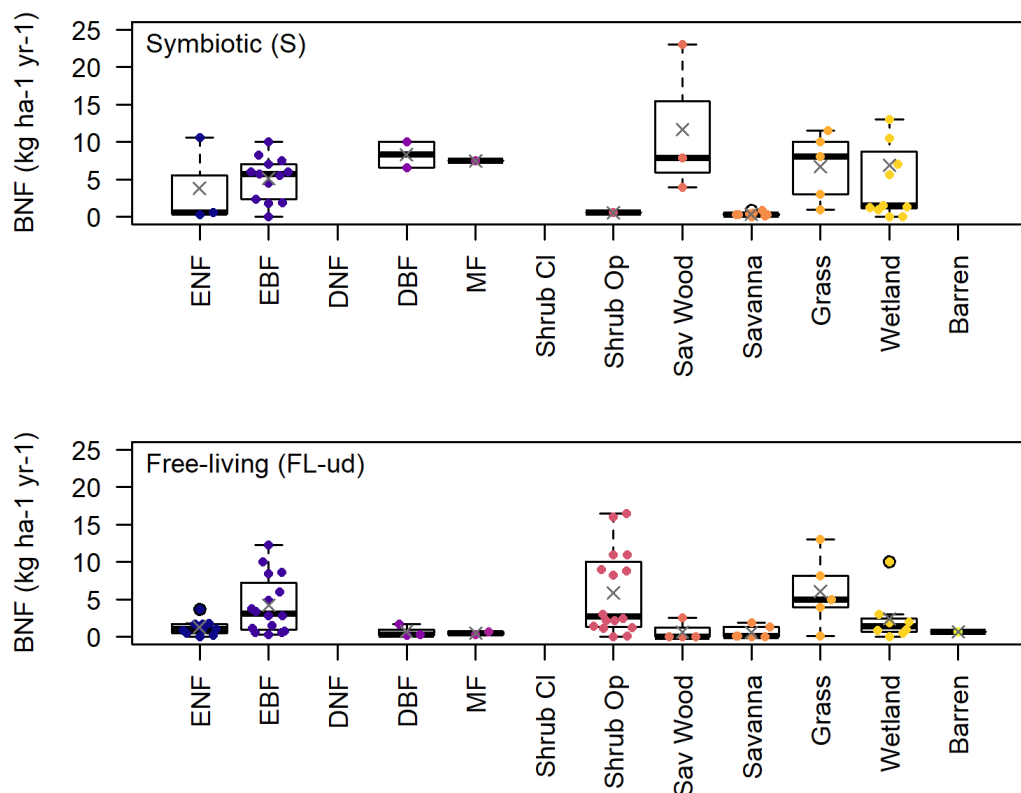 Symbiotic (S)
BNF (kg ha-1 yr-1)
25
20
15
10
5
0
ENF
EBF
DNF
DBF
MF
Shrub Cl
Shrub Op
Sav Wood
Savanna
Grass
Wetland
Barren
Free-living (FL-ud)
BNF (kg ha-1 yr-1)
25
20
15
10
5
0
ENF
EBF
DNF
DBF
MF
Shrub Cl
Shrub Op
Sav Wood
Savanna
Grass
Wetland
Barren